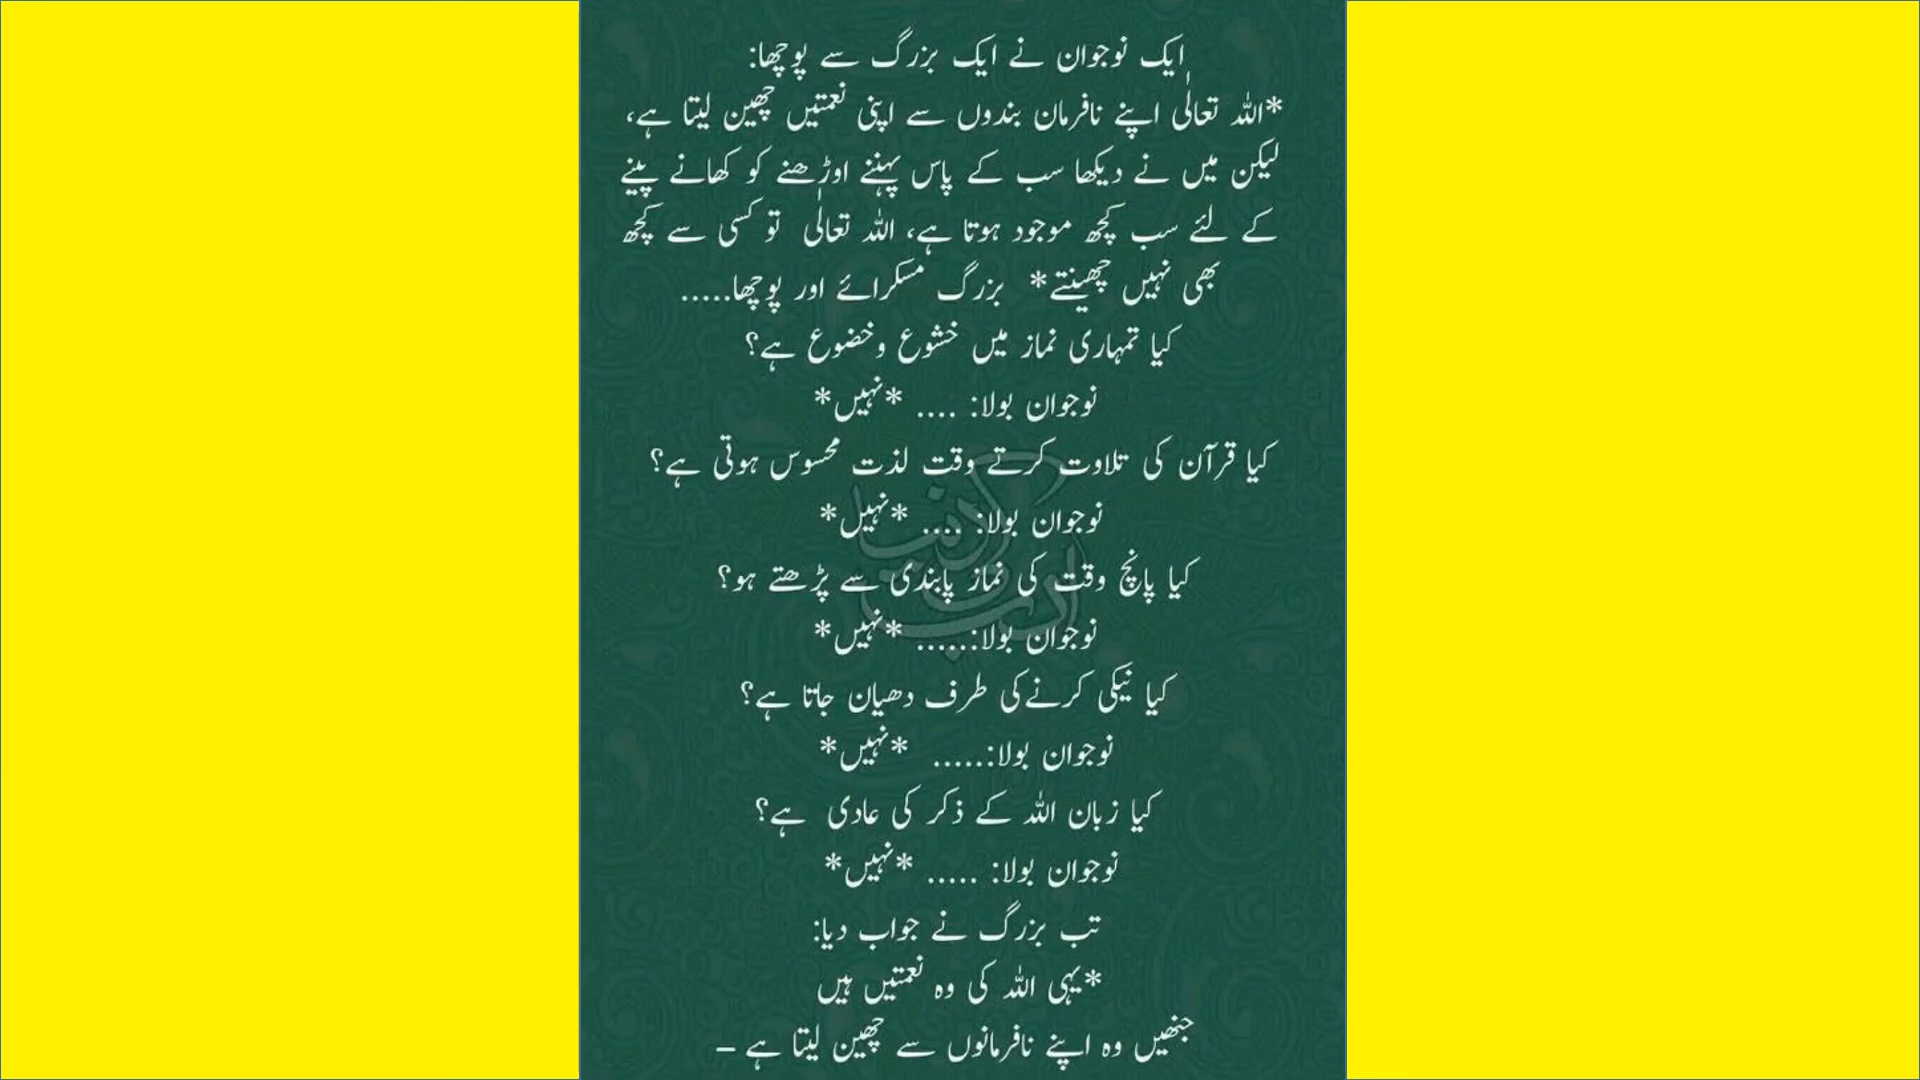 ایک نوجوان نے ایک بزرگ سے پوچھا:
*اللہ تعالٰی اپنے نافرمان بندوں سے اپنی نعمتیں چھین لیتا ہے،
لیکن میں نے دیکھا سب کے پاس پہننے اوڑھنے کو کھانے پینے
کے لئے سب کچھ موجود ہوتا ہے، اللہ تعالٰی تو کسی سے کچھ
بھی نہیں چھینتے* بزرگ مسکرائے اور پوچھا.....
کیا تمہاری نماز میں خشوع وخضوع ہے؟
نوجوان بولا: .... *نہیں*
کیا قرآن کی تلاوت کرتے وقت لذت محسوس ہوتی ہے؟
نوجوان بولا: .... *نہیں*
کیا پانچ وقت کی نماز پابندی سے پڑھتے ہو؟
نوجوان بولا:...... *نہیں*
کیا نیکی کرنے کی طرف دھیان جاتا ہے؟
نوجوان بولا:..... *نہیں*
کیا زبان اللہ کے ذکر کی عادی ہے؟
نوجوان بولا: ..... *نہیں*
تب بزرگ نے جواب دیا:
*یہی اللہ کی وہ نعمتیں ہیں
جنھیں وہ اپنے نافرمانوں سے چھین لیتا ہے –